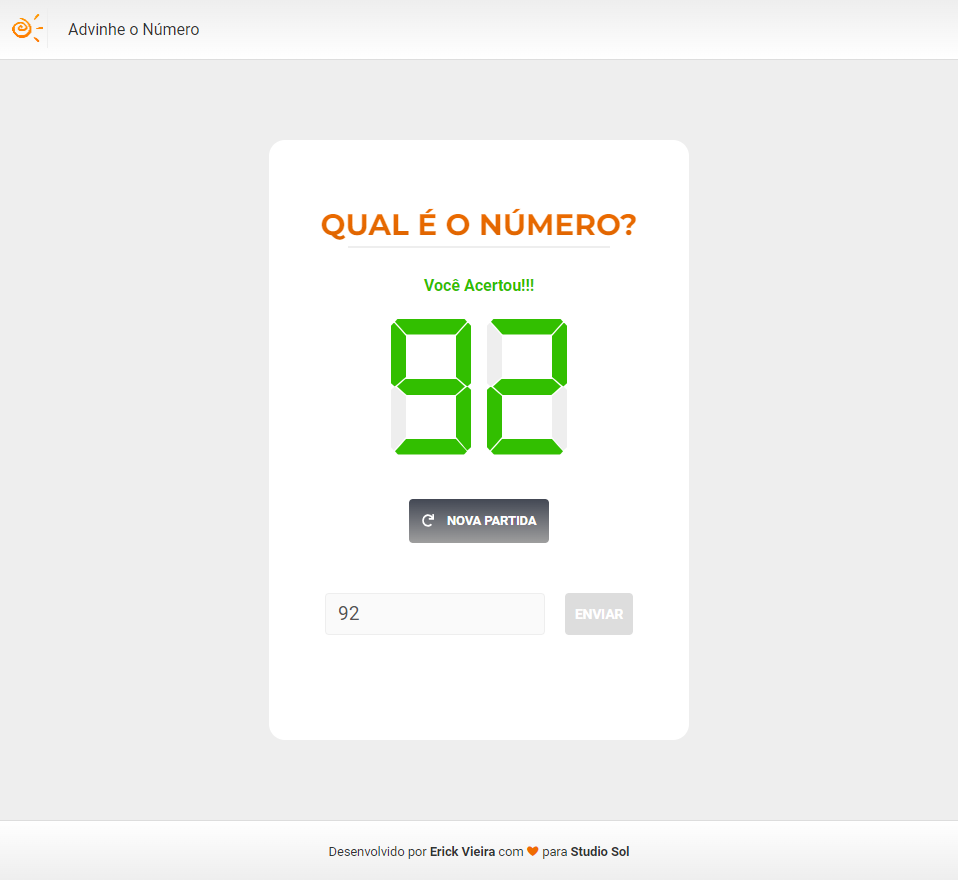 Advinhe o Número
QUAL É O NÚMERO?
Você Acertou!!!
92
NOVA PARTIDA
92
ENVIAR
Desenvolvido por Erick Vieira com 🧡 para Studio Sol